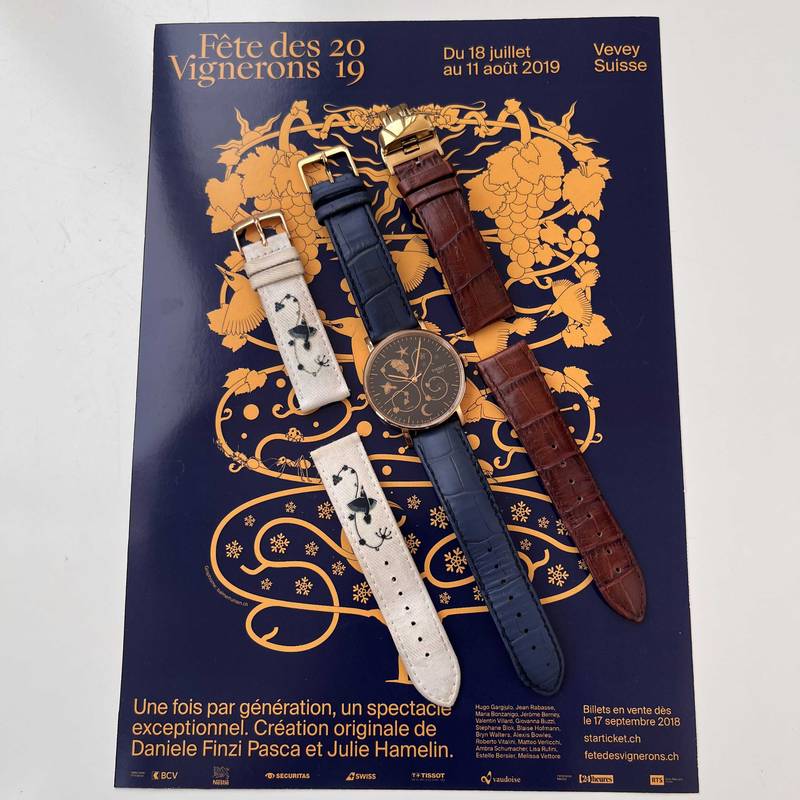 Fête des 20
Vignerons 19
Du 18 juillet
au 11 août 2019
Vevey
Suisse
TISSOT
Une fois par génération, un spectacle
exceptionnel. Création originale de
Daniele Finzi Pasca et Julie Hamelin.
Hugo Gargiulo, Jean Rabasse,
Maria Bonzanigo, Jérôme Berney,
Valentin Villard, Giovanna Buzzi,
Stephane Blok, Blaise Hofmann,
Bryn Walters, Alexis Bowles,
Roberto Vitalini, Matteo Verlicchi,
Ambra Schumacher, Lisa Rufini,
Estelle Bersier, Melissa Vettore
Billets en vente dès
le 17 septembre 2018
starticket.ch
fetedesvignerons.ch
BCV
Nestlé
SECURITAS
SWISS
TISSOT
vaudoise
24heures
RTS